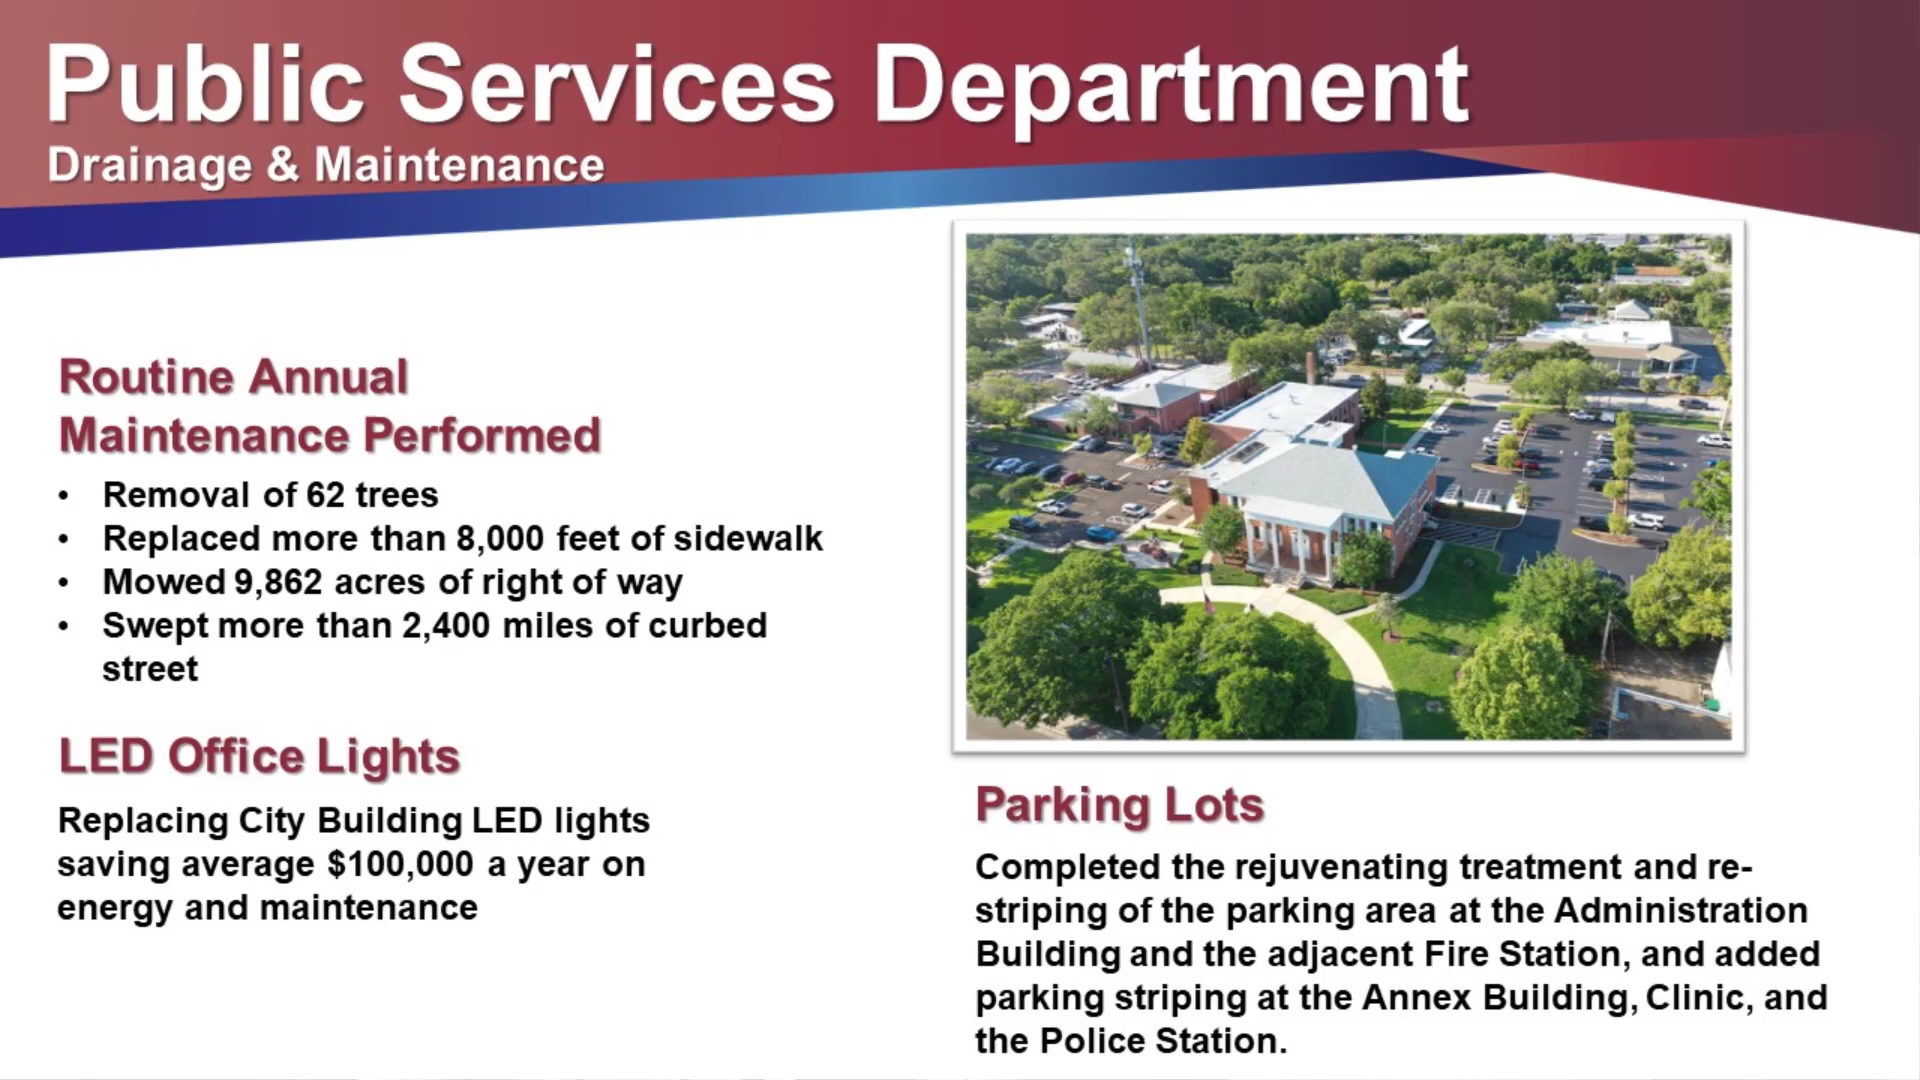 Public Services Department
Drainage & Maintenance
Routine Annual
Maintenance Performed
• Removal of 62 trees
• Replaced more than 8,000 feet of sidewalk
• Mowed 9,862 acres of right of way
• Swept more than 2,400 miles of curbed
street
LED Office Lights
Replacing City Building LED lights
saving average $100,000 a year on
energy and maintenance
Parking Lots
Completed the rejuvenating treatment and re-
striping of the parking area at the Administration
Building and the adjacent Fire Station, and added
parking striping at the Annex Building, Clinic, and
the Police Station.